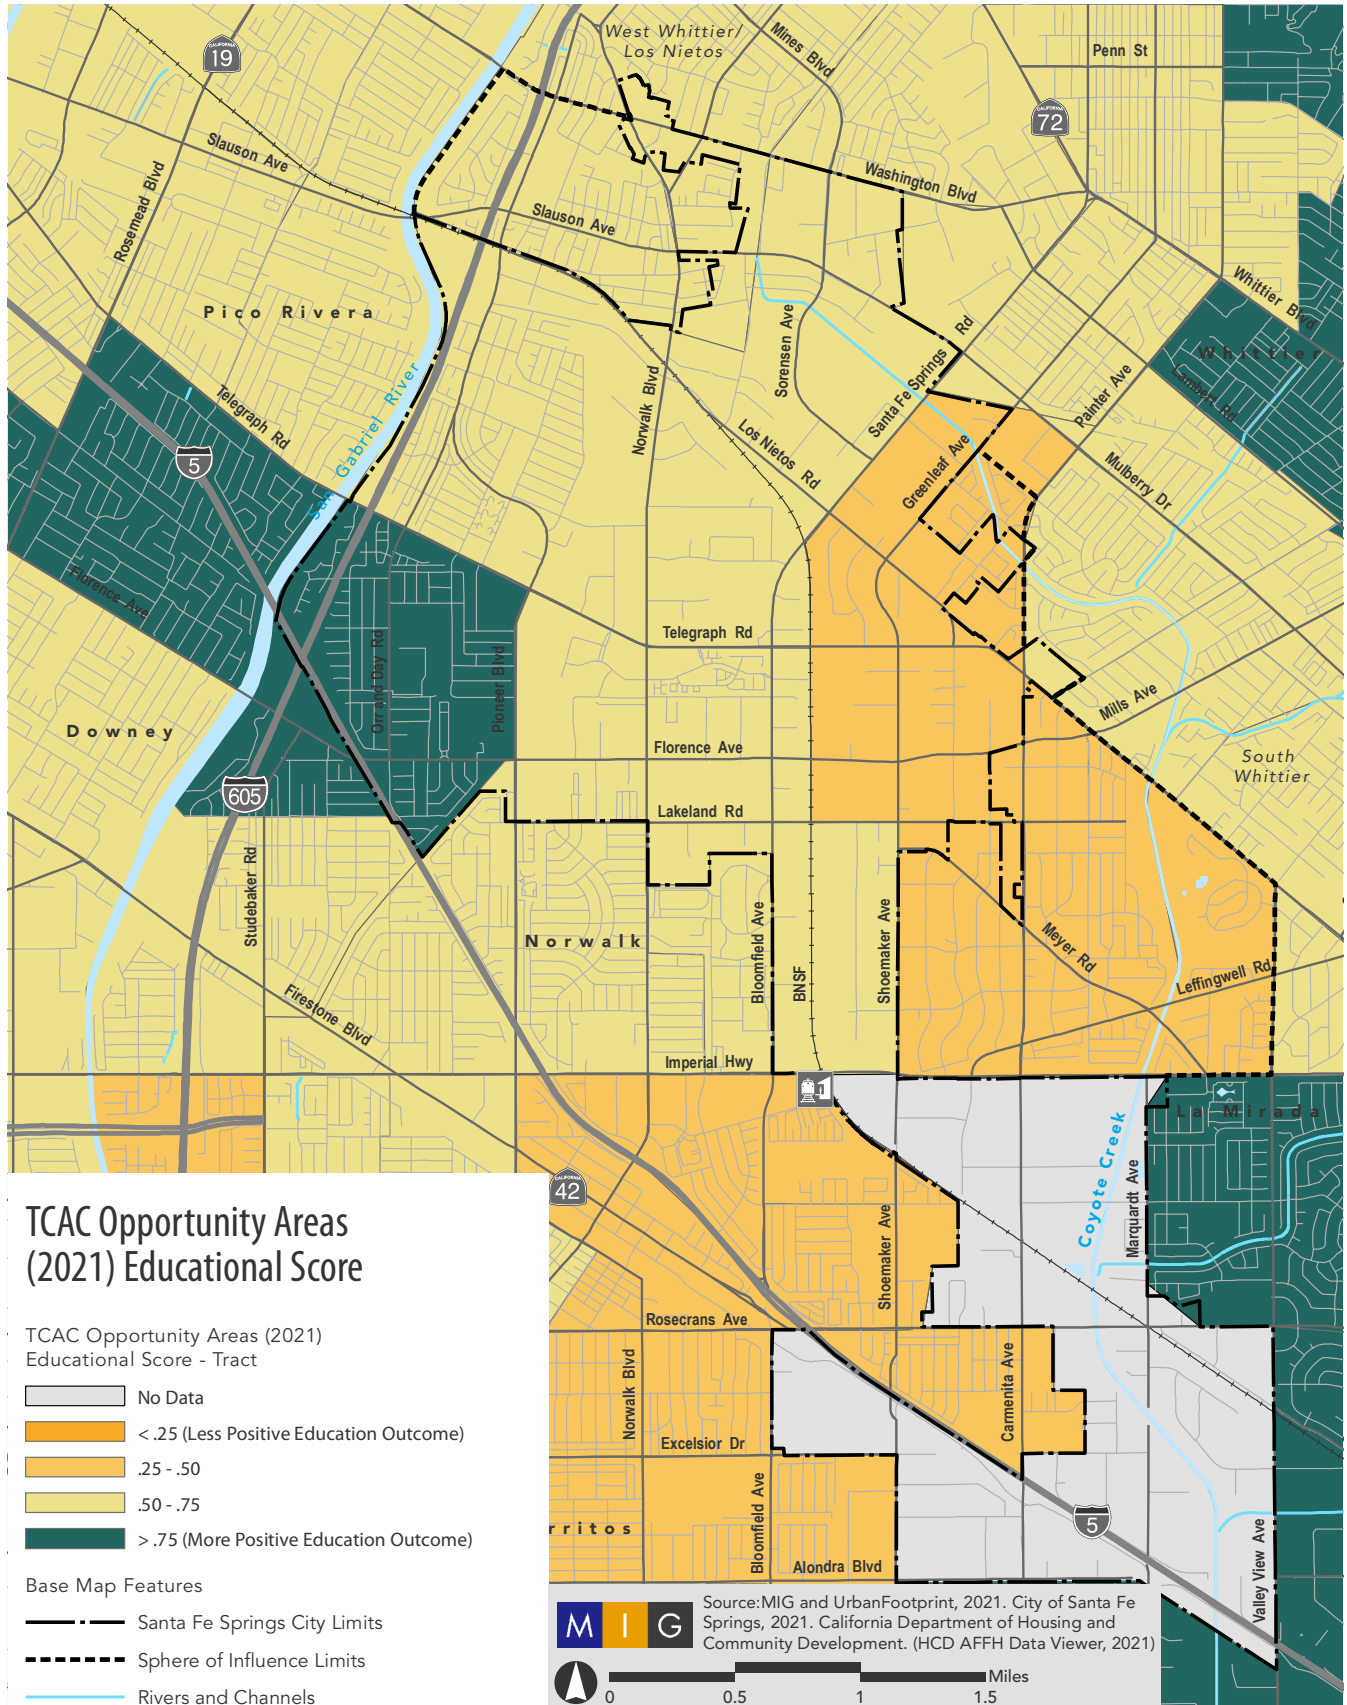 West Whittier/
Los Nietos
Mines Blvd
Penn St
CALIFORNIA
19
CALIFORNIA
72
Slauson Ave
Rosemead Blvd
Washington Blvd
Slauson Ave
Pico Rivera
Whittier Blvd
Whittier
Lambert Rd
Sorensen Ave
Santa Fe Springs Rd
Painter Ave
San Gabriel River
Telegraph Rd
Norwalk Blvd
Los Nietos Rd
Greenleaf Ave
Mulberry Dr
5
Florence Ave
Orr and Day Rd
Pioneer Blvd
Telegraph Rd
Mills Ave
Downey
Florence Ave
South
Whittier
605
Lakeland Rd
Studebaker Rd
Norwalk
Bloomfield Ave
BNSF
Shoemaker Ave
Meyer Rd
Leffingwell Rd
Firestone Blvd
Imperial Hwy
La Mirada
Coyote Creek
Marquardt Ave
CALIFORNIA
42
Shoemaker Ave
Rosecrans Ave
Norwalk Blvd
Carmenita Ave
Excelsior Dr
Bloomfield Ave
rritos
5
Alondra Blvd
Valley View Ave
TCAC Opportunity Areas
(2021) Educational Score
TCAC Opportunity Areas (2021)
Educational Score - Tract
No Data
< .25 (Less Positive Education Outcome)
.25 - .50
.50 - .75
> .75 (More Positive Education Outcome)
Base Map Features
Santa Fe Springs City Limits
Sphere of Influence Limits
Rivers and Channels
M I G
Source:MIG and UrbanFootprint, 2021. City of Santa Fe
Springs, 2021. California Department of Housing and
Community Development. (HCD AFFH Data Viewer, 2021)
Miles
0 0.5 1 1.5